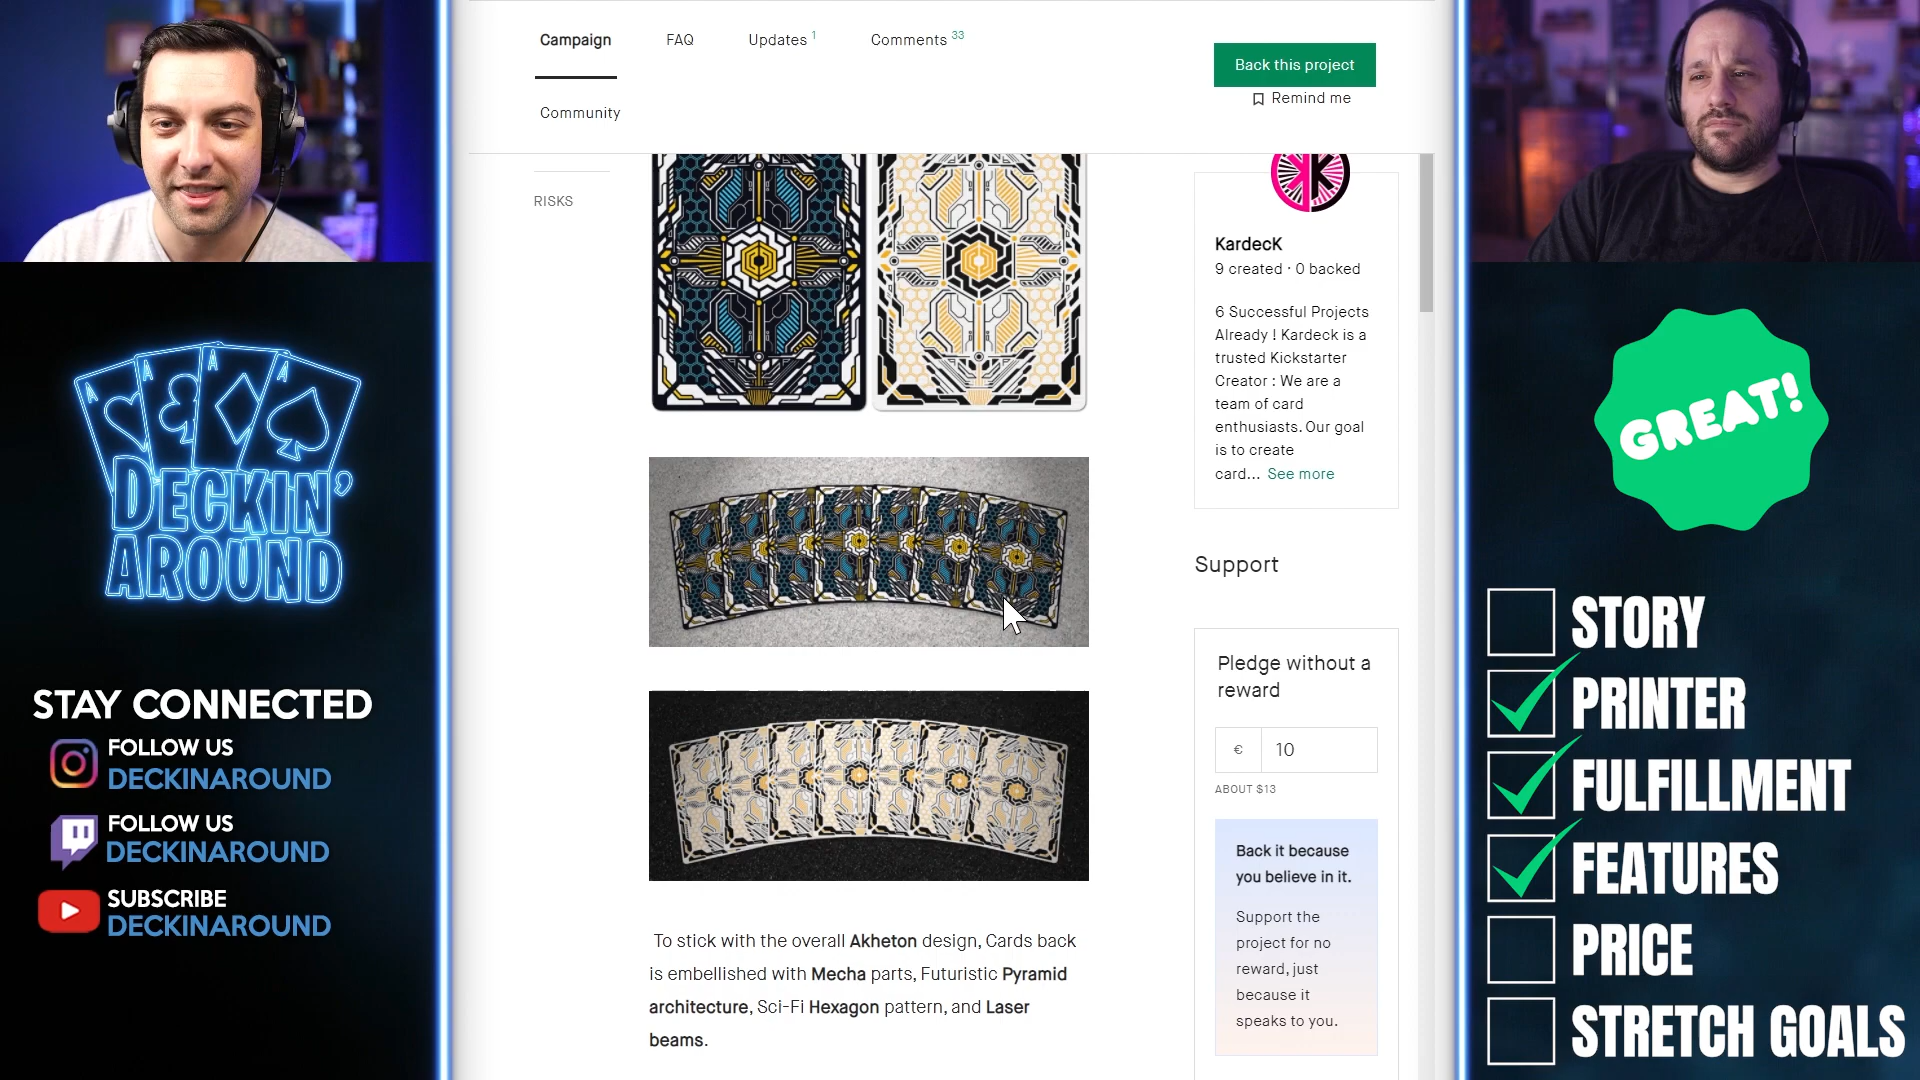 Campaign
FAQ
Updates 1
Comments 33
Community
Back this project
Remind me
RISKS
KardecK
9 created · 0 backed
6 Successful Projects
Already ! Kardeck is a
trusted Kickstarter
Creator : We are a
team of card
enthusiasts. Our goal
is to create
card... See more
Support
Pledge without a
reward
€ 10
ABOUT $13
Back it because
you believe in it.
Support the
project for no
reward, just
because it
speaks to you.
To stick with the overall Akheton design, Cards back
is embellished with Mecha parts, Futuristic Pyramid
architecture, Sci-Fi Hexagon pattern, and Laser
beams.
A A A A
DECKIN'
AROUND
STAY CONNECTED
FOLLOW US
DECKINAROUND
FOLLOW US
DECKINAROUND
SUBSCRIBE
DECKINAROUND
GREAT!
STORY
PRINTER
FULFILLMENT
FEATURES
PRICE
STRETCH GOALS